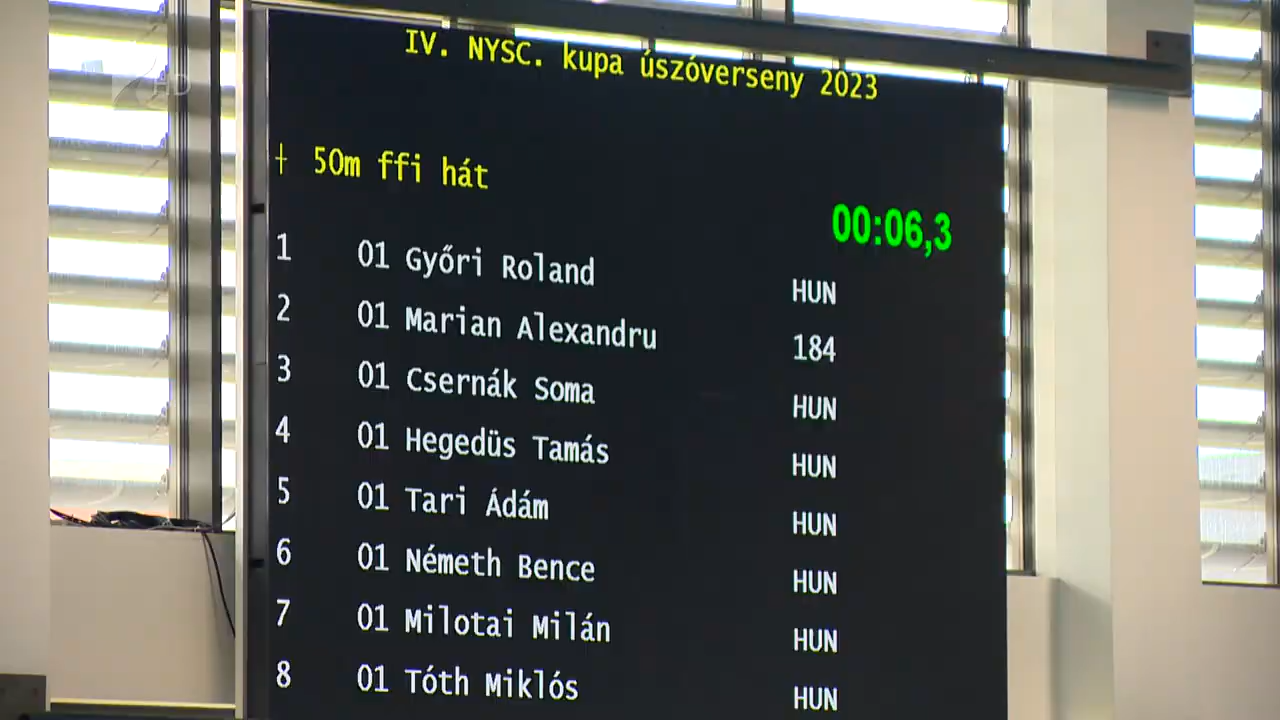 IV. NYSC. kupa úszóverseny 2023
50m ffi hát
00:06,3
1 01 Győri Roland HUN
2 01 Marian Alexandru 184
3 01 Csernák Soma HUN
4 01 Hegedüs Tamás HUN
5 01 Tari Ádám HUN
6 01 Németh Bence HUN
7 01 Milotai Milán HUN
8 01 Tóth Miklós HUN
HD